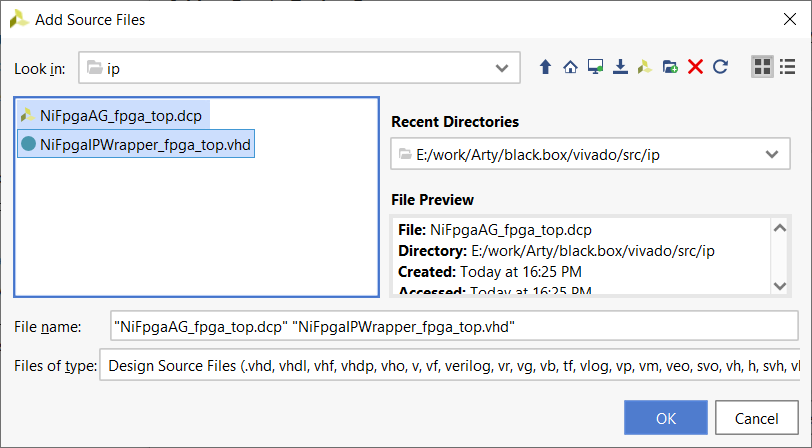 Add Source Files
Look in: ip
NiFpgaAG_fpga_top.dcp
NiFpgaIPWrapper_fpga_top.vhd
Recent Directories
E:/work/Arty/black.box/vivado/src/ip
File Preview
File: NiFpgaAG_fpga_top.dcp
Directory: E:/work/Arty/black.box/vivado/src/ip
Created: Today at 16:25 PM
Accessed: Today at 16:25 PM
File name: "NiFpgaAG_fpga_top.dcp" "NiFpgaIPWrapper_fpga_top.vhd"
Files of type: Design Source Files (.vhd, vhdl, vhf, vhdp, vho, v, vf, verilog, vr, vg, vb, tf, vlog, vp, vm, veo, svo, vh, h, svh, vl
OK
Cancel